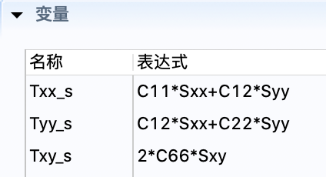 变量
名称 表达式
Txx_s C11*Sxx+C12*Syy
Tyy_s C12*Sxx+C22*Syy
Txy_s 2*C66*Sxy